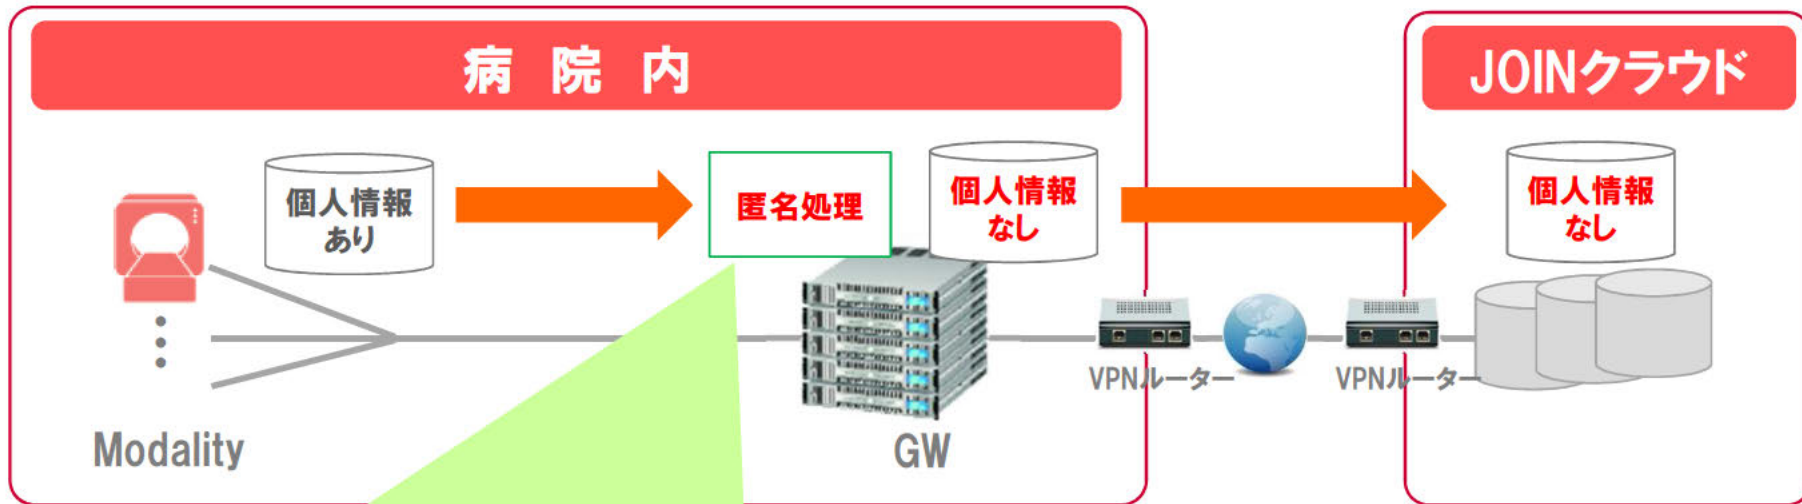 病院内
JOINクラウド
個人情報
あり
匿名処理
個人情報
なし
個人情報
なし
VPNルーター
VPNルーター
Modality
GW